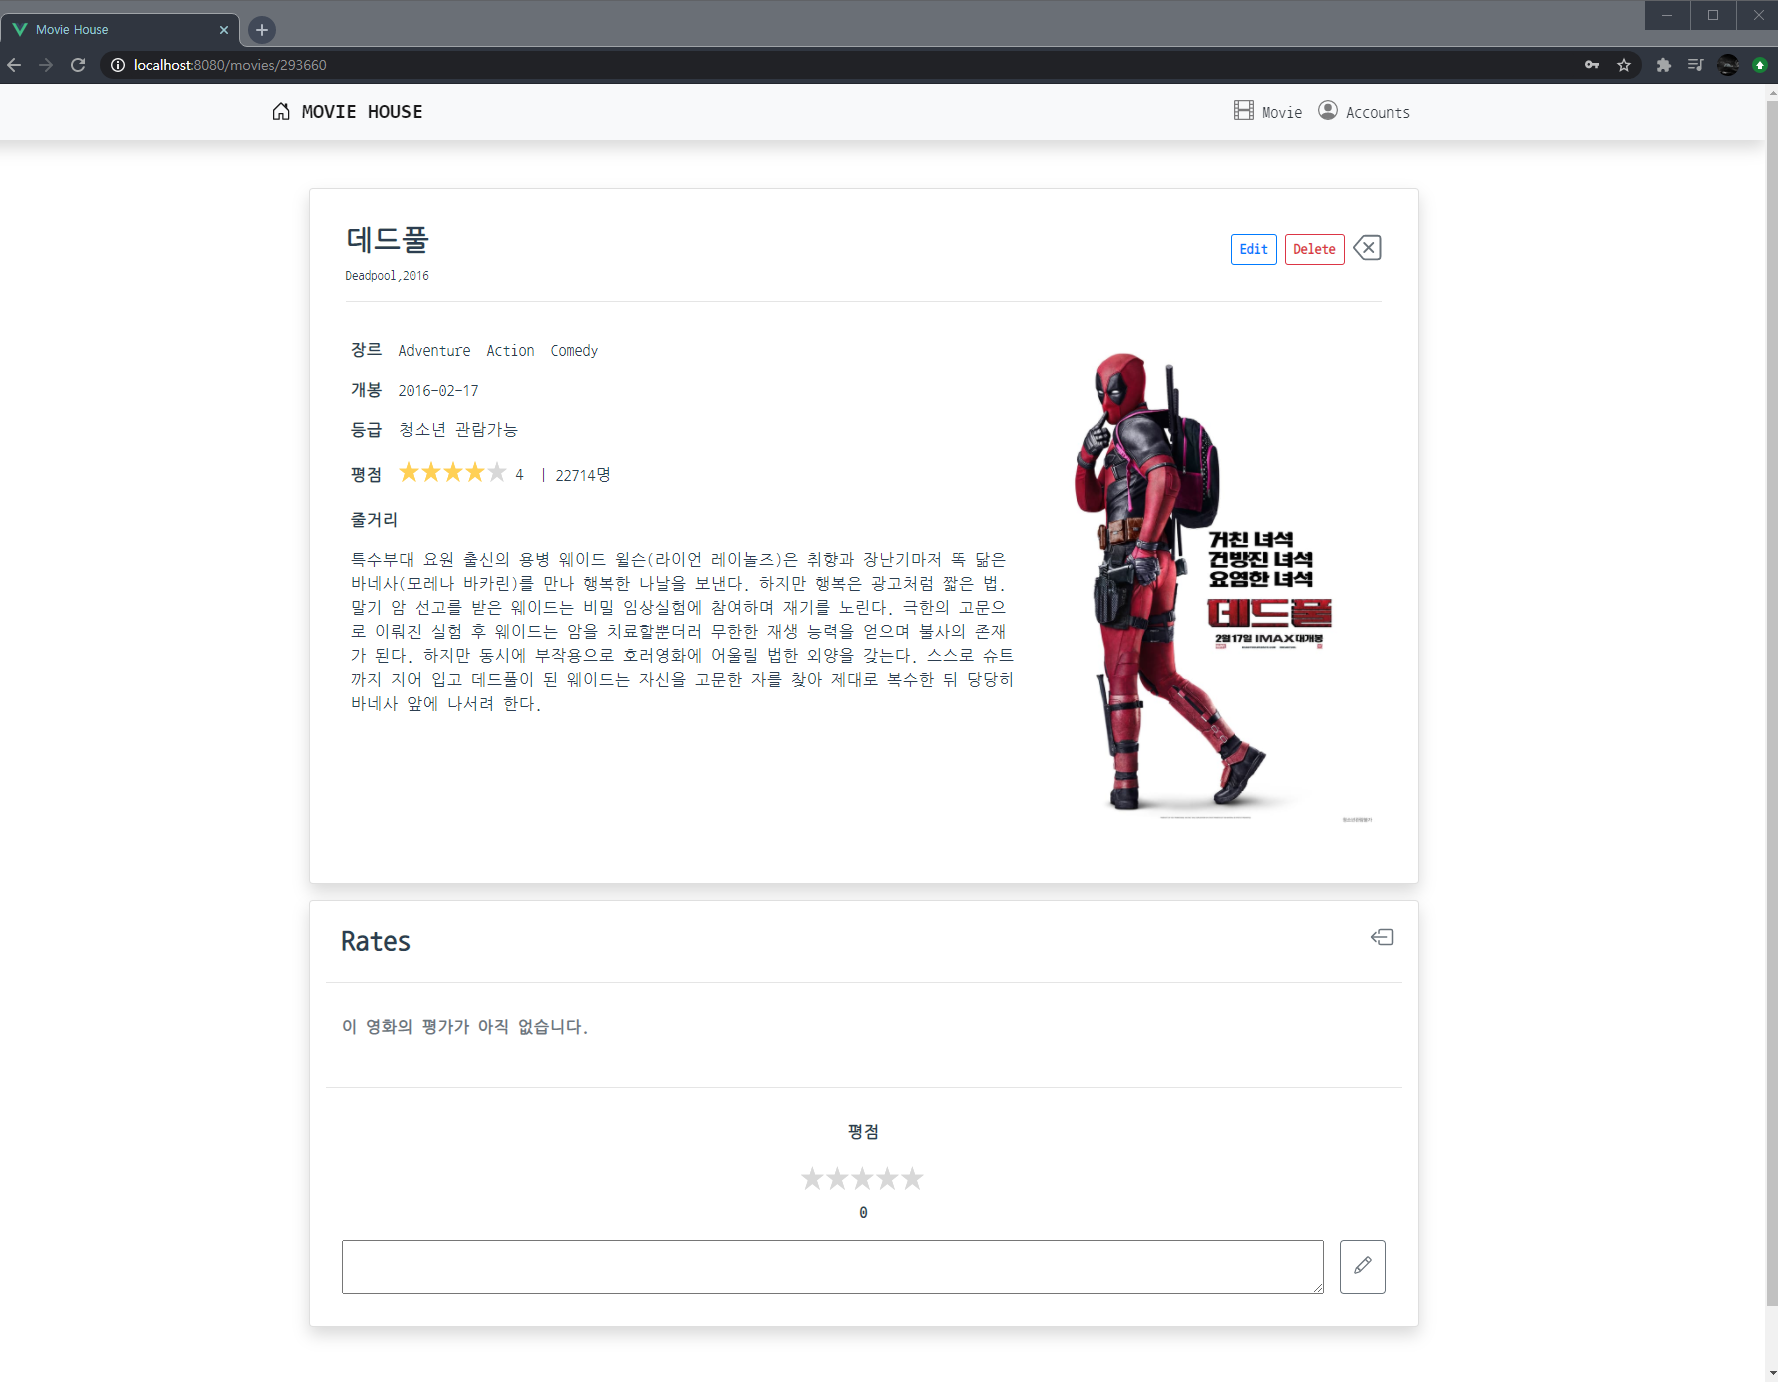 Movie House
localhost:8080/movies/293660
MOVIE HOUSE
Movie
Accounts
데드풀
Edit
Delete
Deadpool,2016
장르 Adventure Action Comedy
개봉 2016-02-17
등급 청소년 관람가능
평점 4 | 22714명
줄거리
특수부대 요원 출신의 용병 웨이드 윌슨(라이언 레이놀즈)은 취향과 장난기마저 똑 닮은
바네사(모레나 바카린)를 만나 행복한 나날을 보낸다. 하지만 행복은 광고처럼 짧은 법.
말기 암 선고를 받은 웨이드는 비밀 임상실험에 참여하며 재기를 노린다. 극한의 고문으
로 이뤄진 실험 후 웨이드는 암을 치료할뿐더러 무한한 재생 능력을 얻으며 불사의 존재
가 된다. 하지만 동시에 부작용으로 호러영화에 어울릴 법한 외양을 갖는다. 스스로 슈트
까지 지어 입고 데드풀이 된 웨이드는 자신을 고문한 자를 찾아 제대로 복수한 뒤 당당히
바네사 앞에 나서려 한다.
거친 녀석
건방진 녀석
요염한 녀석
데드풀
2월 17일 IMAX 대개봉
Rates
이 영화의 평가가 아직 없습니다.
평점
0